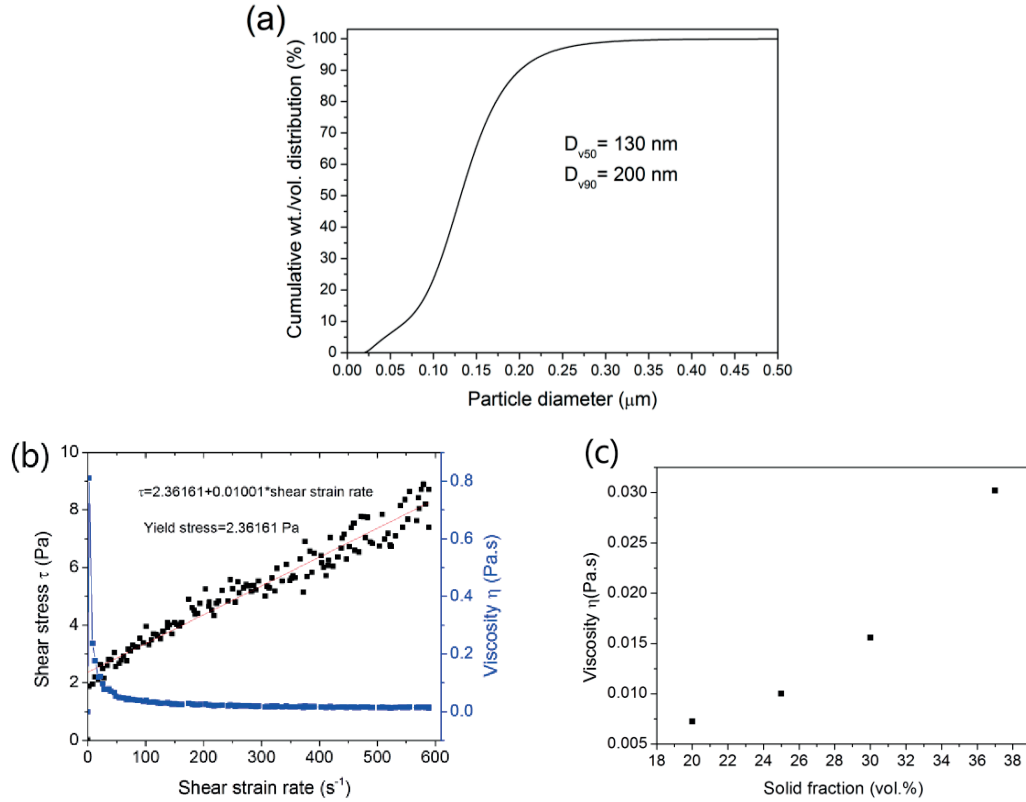 (a)
Cumulative wt./vol. distribution (%)
100
90
80
70
60
50
40
30
20
10
0
D_v50= 130 nm
D_v90= 200 nm
0.00 0.05 0.10 0.15 0.20 0.25 0.30 0.35 0.40 0.45 0.50
Particle diameter (μm)
(b)
Shear stress τ (Pa)
10
8
6
4
2
0
τ=2.36161+0.01001*shear strain rate
Yield stress=2.36161 Pa
0.8
0.6
0.4
0.2
0.0
Viscosity η (Pa.s)
0 100 200 300 400 500 600
Shear strain rate (s⁻¹)
(c)
Viscosity η(Pa.s)
0.030
0.025
0.020
0.015
0.010
0.005
18 20 22 24 26 28 30 32 34 36 38
Solid fraction (vol.%)